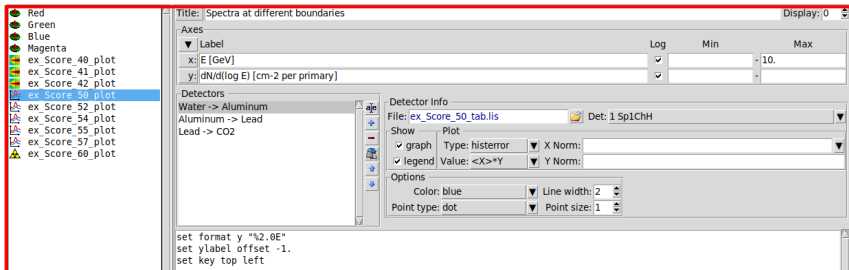 Red
Green
Blue
Magenta
ex_Score_40_plot
ex_Score_41_plot
ex_Score_42_plot
ex_Score_50_plot
ex_Score_52_plot
ex_Score_54_plot
ex_Score_55_plot
ex_Score_57_plot
ex_Score_60_plot
Title: Spectra at different boundaries Display: 0
Axes
Label Log Min Max
x: E [GeV] - 10.
y: dN/d(log E) [cm-2 per primary] -
Detectors
Water -> Aluminum
Aluminum -> Lead
Lead -> CO2
Detector Info
File: ex_Score_50_tab.lis Det: 1 Sp1ChH
Show Plot
graph Type: histerror X Norm:
legend Value: <X>*Y Y Norm:
Options
Color: blue Line width: 2
Point type: dot Point size: 1
set format y "%2.0E"
set ylabel offset -1.
set key top left